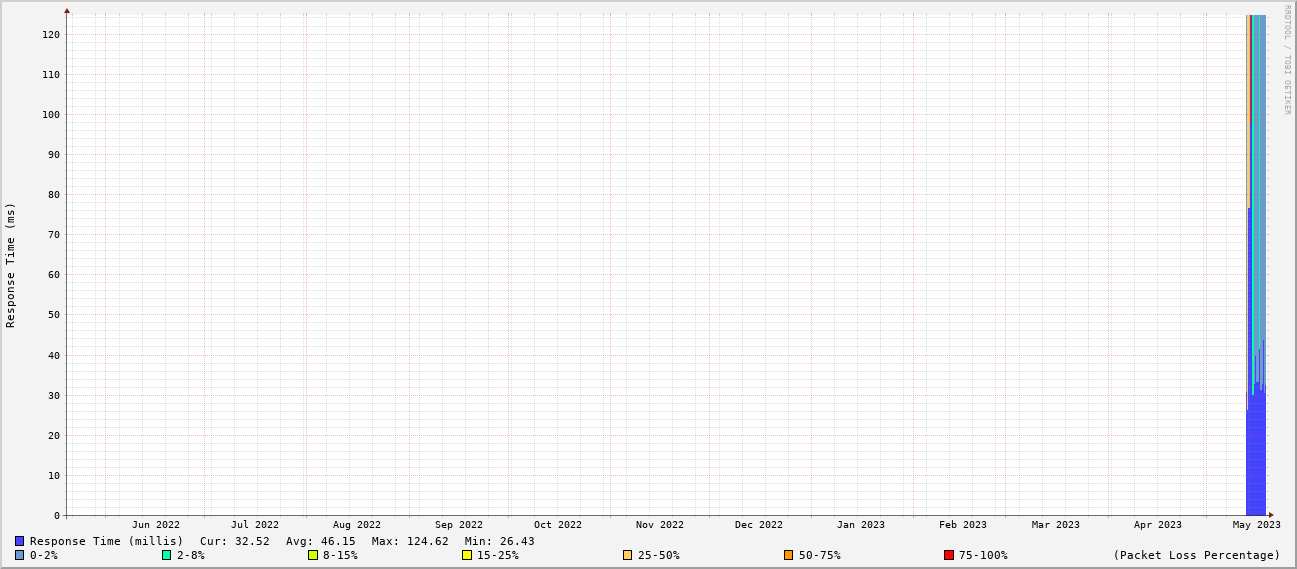 RRDTOOL / TOBI OETIKER
Response Time (ms)
120
110
100
90
80
70
60
50
40
30
20
10
0
Jun 2022 Jul 2022 Aug 2022 Sep 2022 Oct 2022 Nov 2022 Dec 2022 Jan 2023 Feb 2023 Mar 2023 Apr 2023 May 2023
Response Time (millis) Cur: 32.52 Avg: 46.15 Max: 124.62 Min: 26.43
0-2% 2-8% 8-15% 15-25% 25-50% 50-75% 75-100% (Packet Loss Percentage)